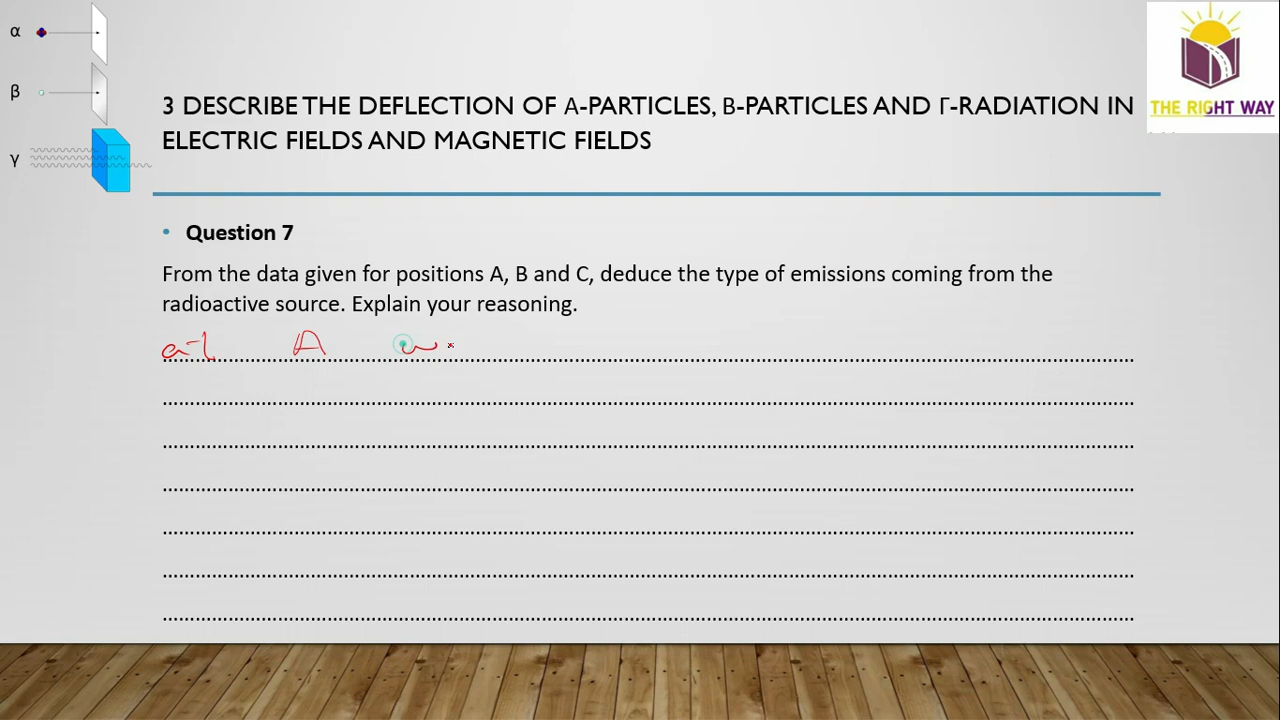 α
β
γ
THE RIGHT WAY
3 DESCRIBE THE DEFLECTION OF Α-PARTICLES, Β-PARTICLES AND Γ-RADIATION IN
ELECTRIC FIELDS AND MAGNETIC FIELDS
• Question 7
From the data given for positions A, B and C, deduce the type of emissions coming from the
radioactive source. Explain your reasoning.
at A